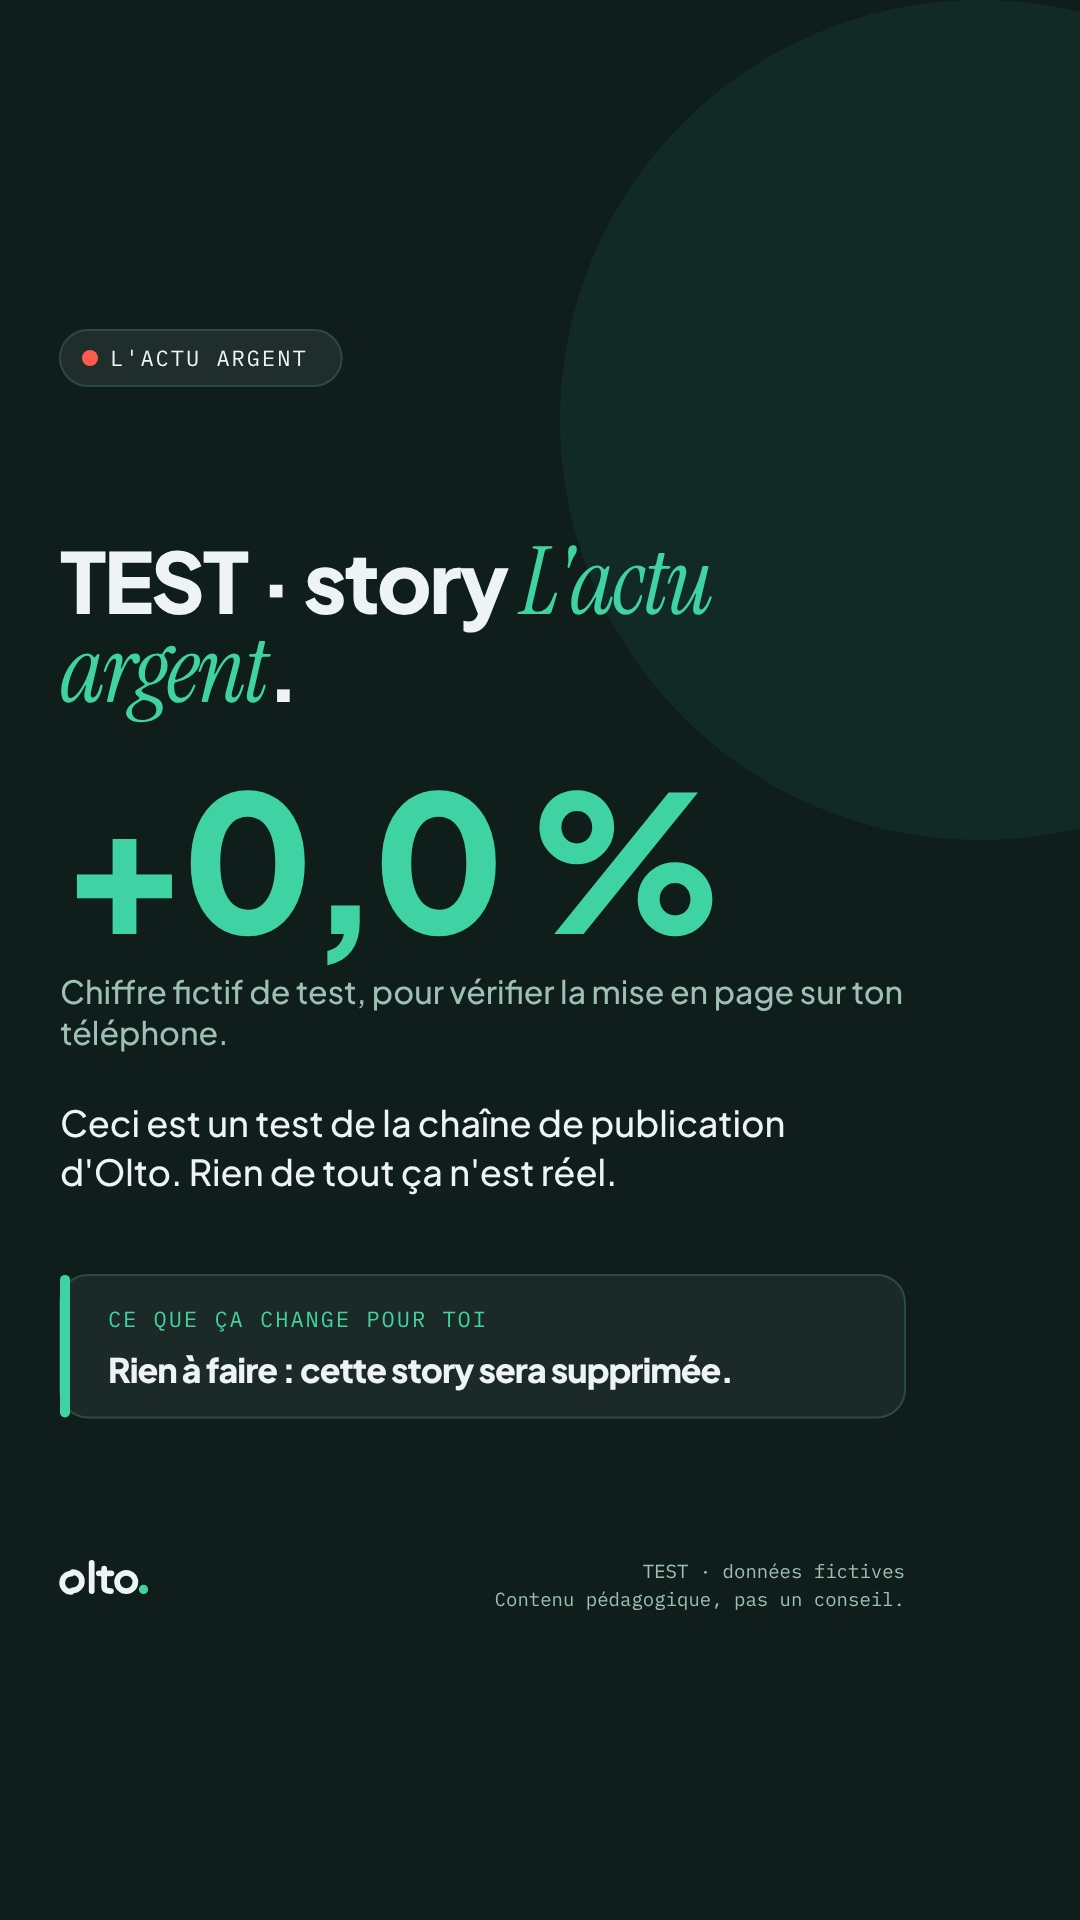 L'ACTU ARGENT
TEST · story L'actu
argent.
+0,0 %
Chiffre fictif de test, pour vérifier la mise en page sur ton
téléphone.
Ceci est un test de la chaîne de publication
d'Olto. Rien de tout ça n'est réel.
CE QUE ÇA CHANGE POUR TOI
Rien à faire : cette story sera supprimée.
olto.
TEST · données fictives
Contenu pédagogique, pas un conseil.